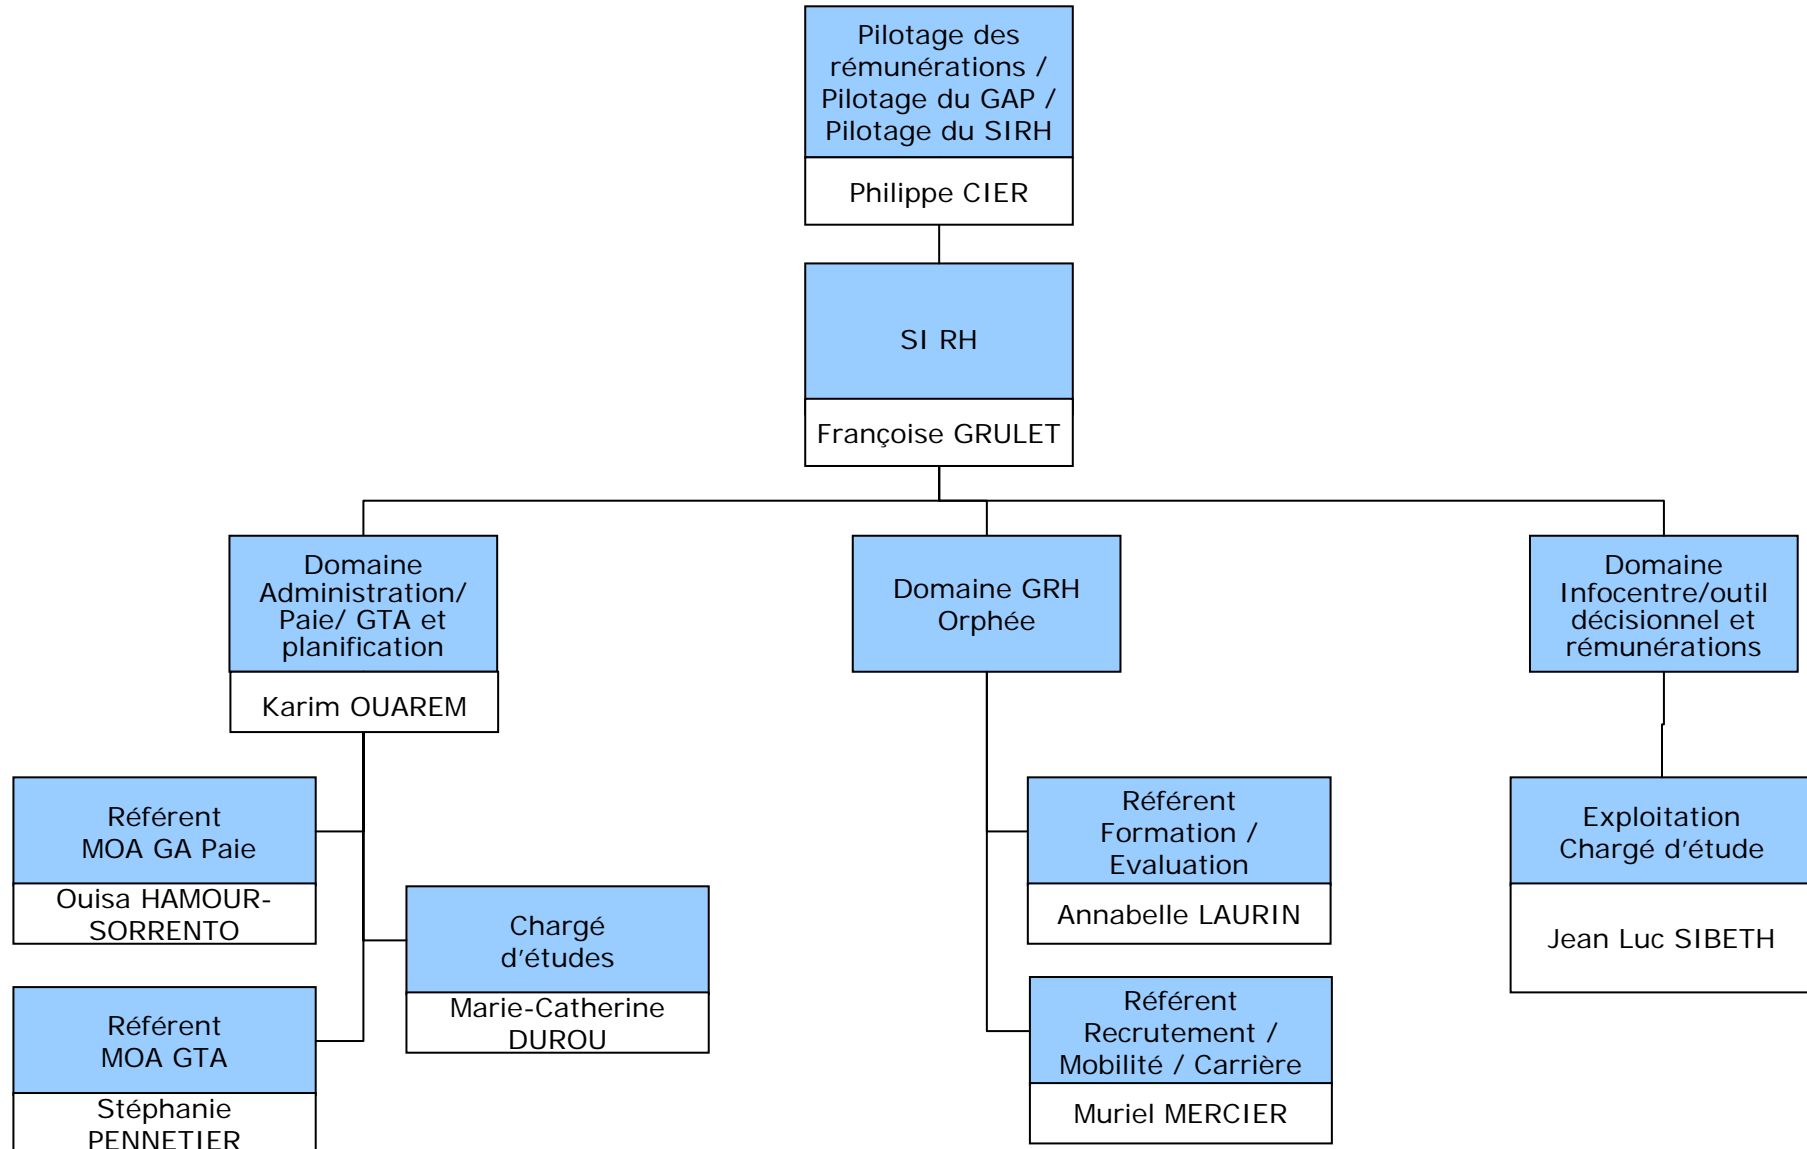 Pilotage des
rémunérations /
Pilotage du GAP /
Pilotage du SIRH
Philippe CIER
SI RH
Françoise GRULET
Domaine
Administration/
Paie/ GTA et
planification
Karim OUAREM
Domaine GRH
Orphée
Domaine
Infocentre/outil
décisionnel et
rémunérations
Référent
MOA GA Paie
Ouisa HAMOUR-
SORRENTO
Chargé
d'études
Marie-Catherine
DUROU
Référent
MOA GTA
Stéphanie
PENNETIER
Référent
Formation /
Evaluation
Annabelle LAURIN
Référent
Recrutement /
Mobilité / Carrière
Muriel MERCIER
Exploitation
Chargé d'étude
Jean Luc SIBETH